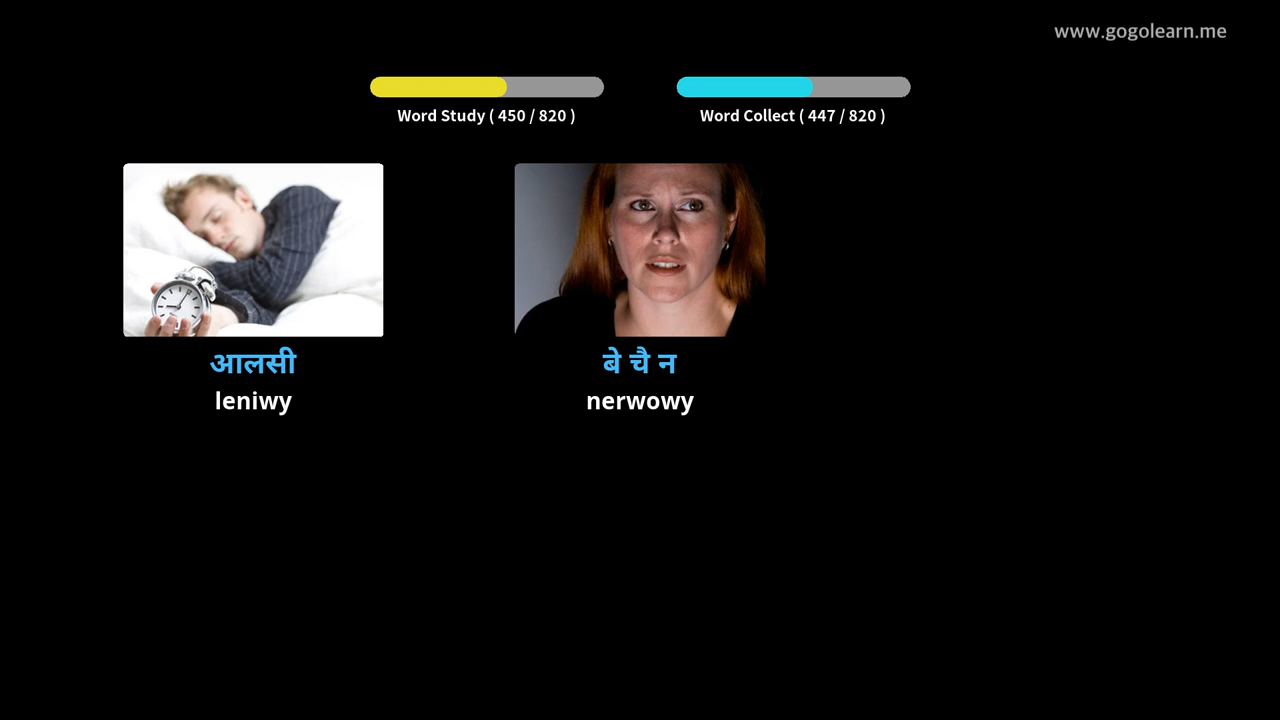 www.gogolearn.me
Word Study ( 450 / 820 )
Word Collect ( 447 / 820 )
आलसी
leniwy
बे चै न
nerwowy